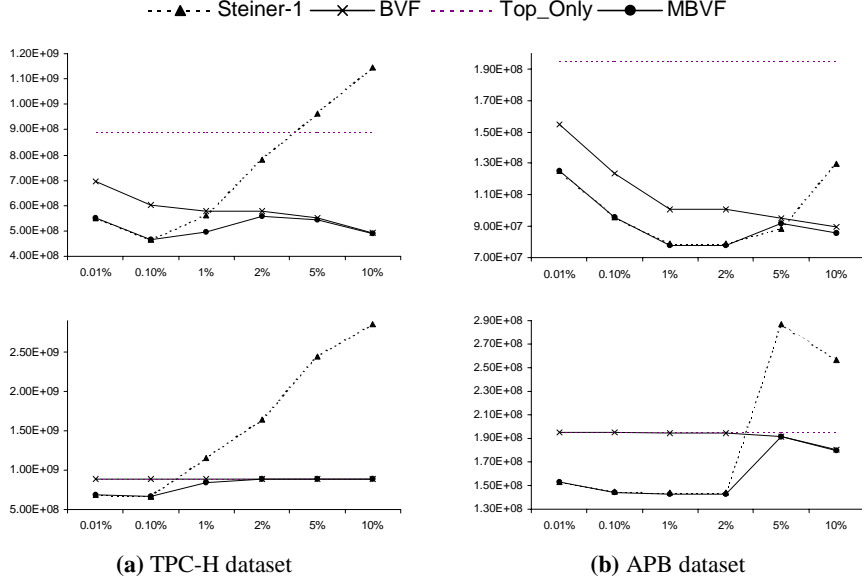 Steiner-1 BVF Top_Only MBVF
1.20E+09
1.10E+09
1.00E+09
9.00E+08
8.00E+08
7.00E+08
6.00E+08
5.00E+08
4.00E+08
0.01% 0.10% 1% 2% 5% 10%
1.90E+08
1.70E+08
1.50E+08
1.30E+08
1.10E+08
9.00E+07
7.00E+07
0.01% 0.10% 1% 2% 5% 10%
2.50E+09
2.00E+09
1.50E+09
1.00E+09
5.00E+08
0.01% 0.10% 1% 2% 5% 10%
2.90E+08
2.70E+08
2.50E+08
2.30E+08
2.10E+08
1.90E+08
1.70E+08
1.50E+08
1.30E+08
0.01% 0.10% 1% 2% 5% 10%
(a) TPC-H dataset
(b) APB dataset